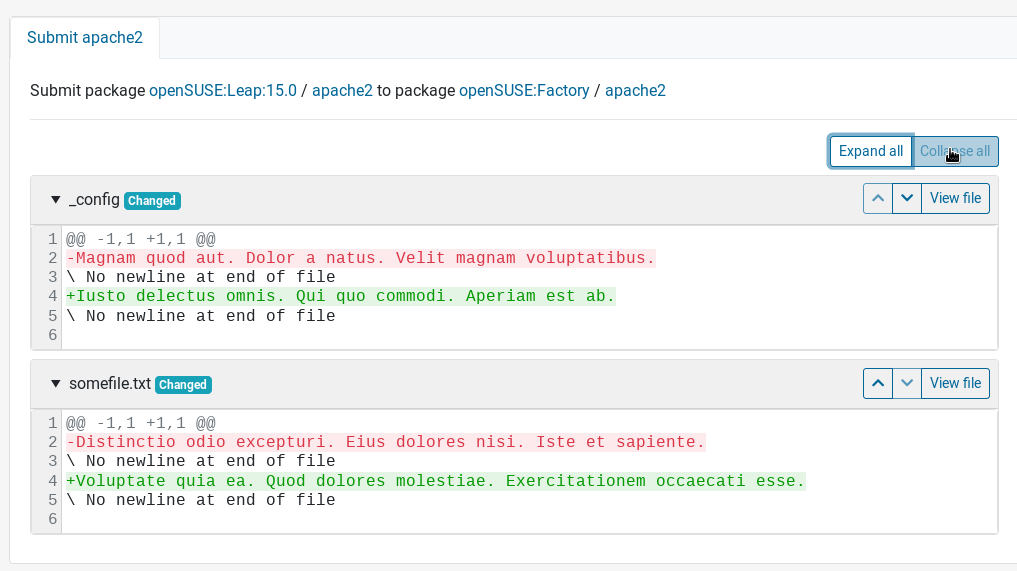 Submit apache2
Submit package openSUSE:Leap:15.0 / apache2 to package openSUSE:Factory / apache2
Expand all Collapse all
_config Changed View file
1 @@ -1,1 +1,1 @@
2 -Magnam quod aut. Dolor a natus. Velit magnam voluptatibus.
3 \ No newline at end of file
4 +Iusto delectus omnis. Qui quo commodi. Aperiam est ab.
5 \ No newline at end of file
6
somefile.txt Changed View file
1 @@ -1,1 +1,1 @@
2 -Distinctio odio excepturi. Eius dolores nisi. Iste et sapiente.
3 \ No newline at end of file
4 +Voluptate quia ea. Quod dolores molestiae. Exercitationem occaecati esse.
5 \ No newline at end of file
6